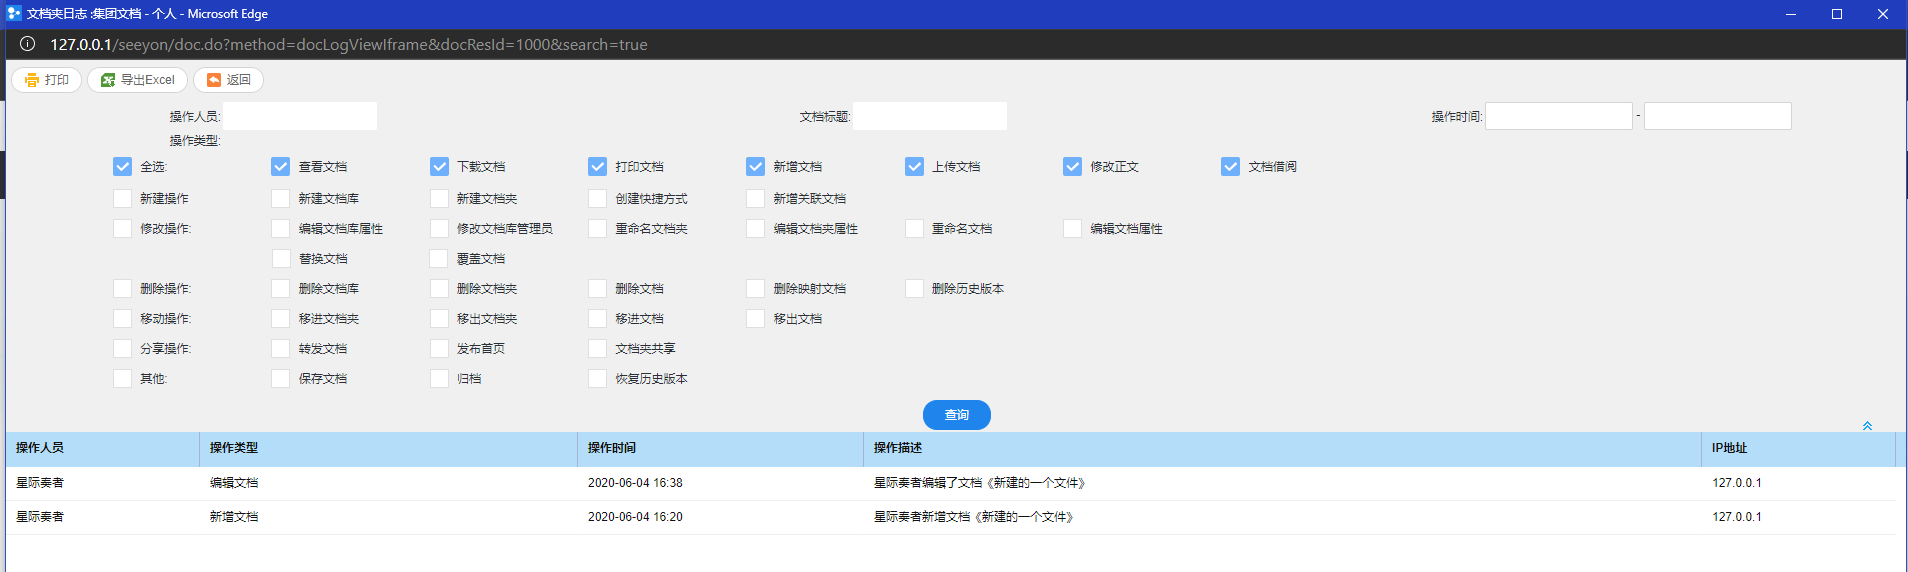 文档夹日志 :集团文档 - 个人 - Microsoft Edge
127.0.0.1/seeyon/doc.do?method=docLogViewIframe&docResId=1000&search=true
打印 导出Excel 返回
操作人员: 文档标题: 操作时间: -
操作类型:
全选: 查看文档 下载文档 打印文档 新增文档 上传文档 修改正文 文档借阅
新建操作 新建文档库 新建文档夹 创建快捷方式 新增关联文档
修改操作: 编辑文档库属性 修改文档库管理员 重命名文档夹 编辑文档夹属性 重命名文档 编辑文档属性
替换文档 覆盖文档
删除操作: 删除文档库 删除文档夹 删除文档 删除映射文档 删除历史版本
移动操作: 移进文档夹 移出文档夹 移进文档 移出文档
分享操作: 转发文档 发布首页 文档夹共享
其他: 保存文档 归档 恢复历史版本
查询
操作人员 操作类型 操作时间 操作描述 IP地址
星际奏者 编辑文档 2020-06-04 16:38 星际奏者编辑了文档《新建的一个文件》 127.0.0.1
星际奏者 新增文档 2020-06-04 16:20 星际奏者新增文档《新建的一个文件》 127.0.0.1